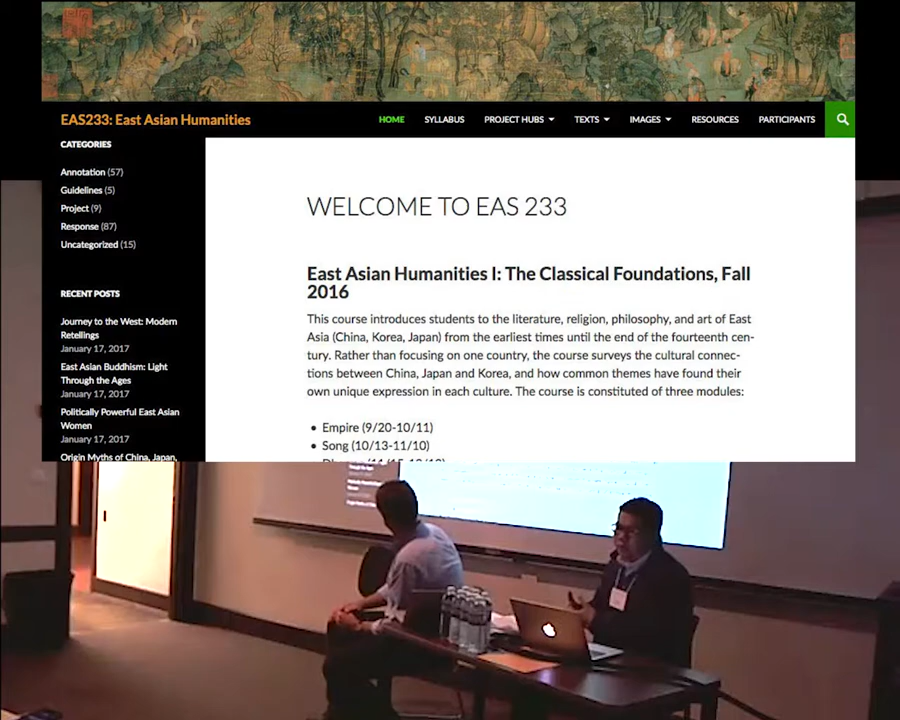 EAS233: East Asian Humanities
HOME SYLLABUS PROJECT HUBS TEXTS IMAGES RESOURCES PARTICIPANTS
CATEGORIES
Annotation (57)
Guidelines (5)
Project (9)
Response (87)
Uncategorized (15)
RECENT POSTS
Journey to the West: Modern
Retellings
January 17, 2017
East Asian Buddhism: Light
Through the Ages
January 17, 2017
Politically Powerful East Asian
Women
January 17, 2017
Origin Myths of China, Japan,
WELCOME TO EAS 233
East Asian Humanities I: The Classical Foundations, Fall
2016
This course introduces students to the literature, religion, philosophy, and art of East
Asia (China, Korea, Japan) from the earliest times until the end of the fourteenth cen-
tury. Rather than focusing on one country, the course surveys the cultural connec-
tions between China, Japan and Korea, and how common themes have found their
own unique expression in each culture. The course is constituted of three modules:
• Empire (9/20-10/11)
• Song (10/13-11/10)